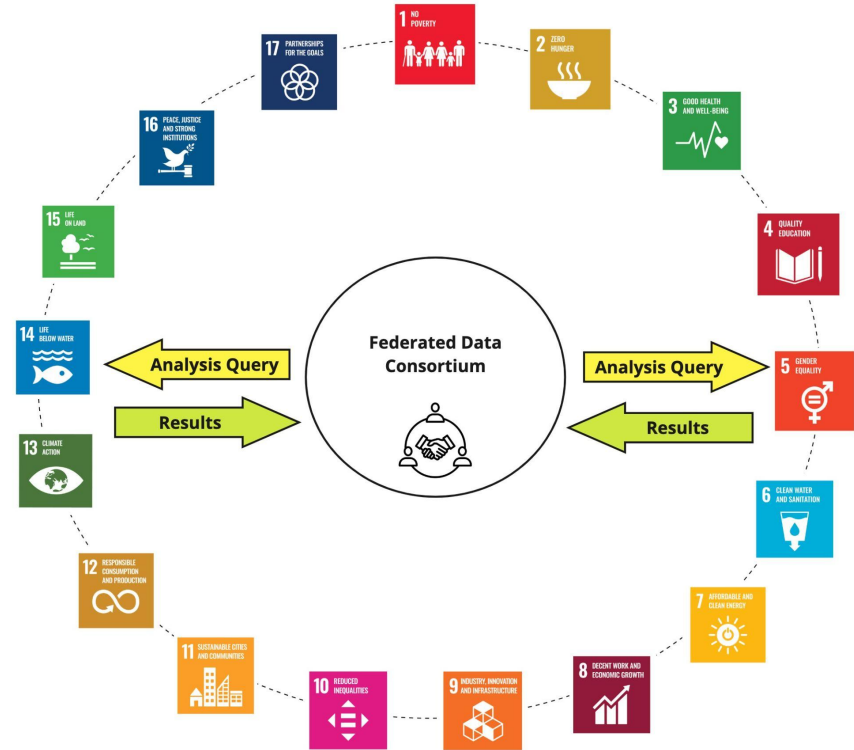 1 NO
POVERTY
2 ZERO
HUNGER
3 GOOD HEALTH
AND WELL-BEING
4 QUALITY
EDUCATION
5 GENDER
EQUALITY
6 CLEAN WATER
AND SANITATION
7 AFFORDABLE AND
CLEAN ENERGY
8 DECENT WORK AND
ECONOMIC GROWTH
9 INDUSTRY, INNOVATION
AND INFRASTRUCTURE
10 REDUCED
INEQUALITIES
11 SUSTAINABLE CITIES
AND COMMUNITIES
12 RESPONSIBLE
CONSUMPTION
AND PRODUCTION
13 CLIMATE
ACTION
14 LIFE
BELOW WATER
15 LIFE
ON LAND
16 PEACE, JUSTICE
AND STRONG
INSTITUTIONS
17 PARTNERSHIPS
FOR THE GOALS
Federated Data
Consortium
Analysis Query
Results
Analysis Query
Results